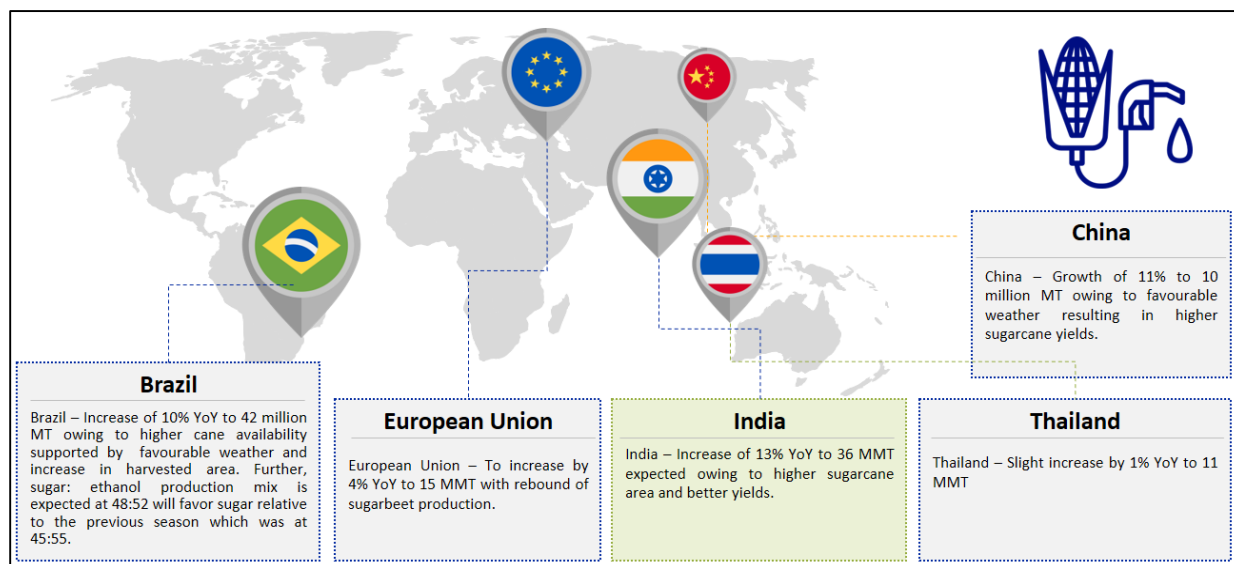 China
China – Growth of 11% to 10
million MT owing to favourable
weather resulting in higher
sugarcane yields.
Brazil
Brazil – Increase of 10% YoY to 42 million
MT owing to higher cane availability
supported by favourable weather and
increase in harvested area. Further,
sugar: ethanol production mix is
expected at 48:52 will favor sugar relative
to the previous season which was at
45:55.
European Union
European Union – To increase by
4% YoY to 15 MMT with rebound of
sugarbeet production.
India
India – Increase of 13% YoY to 36 MMT
expected owing to higher sugarcane
area and better yields.
Thailand
Thailand – Slight increase by 1% YoY to 11
MMT